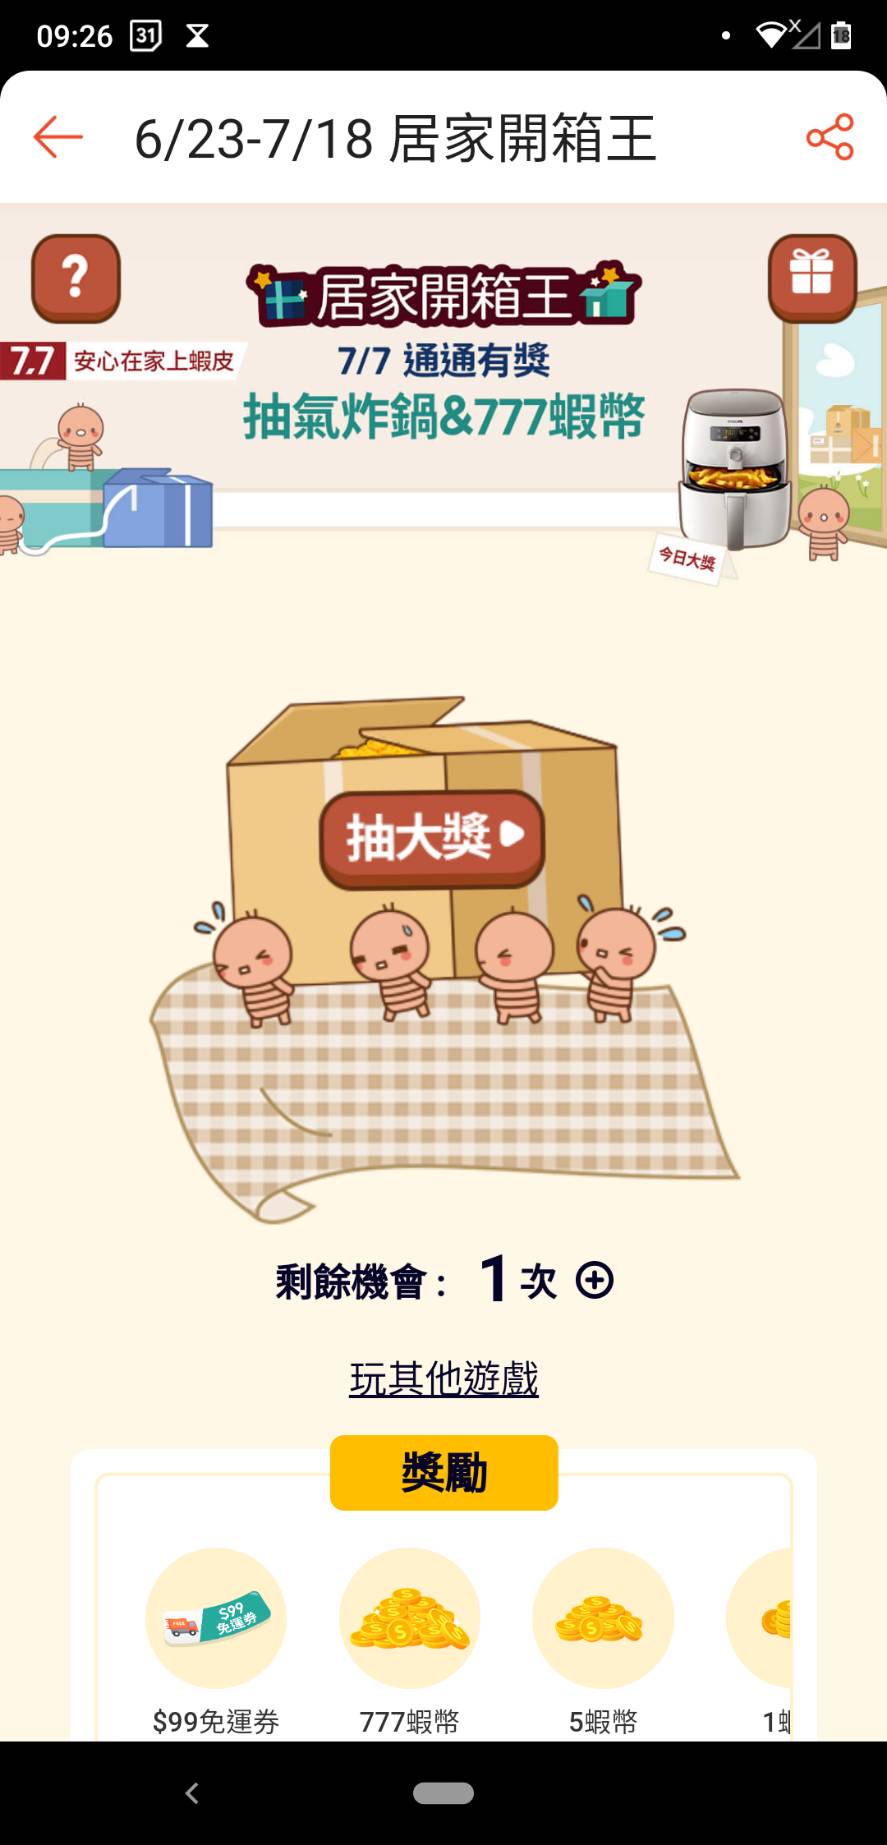 09:26
31
18
6/23-7/18 居家開箱王
?
居家開箱王
7.7 安心在家上蝦皮
7/7 通通有獎
抽氣炸鍋&777蝦幣
今日大獎
抽大獎
剩餘機會: 1次
玩其他遊戲
獎勵
$99
免運券
$99免運券
777蝦幣
5蝦幣
1